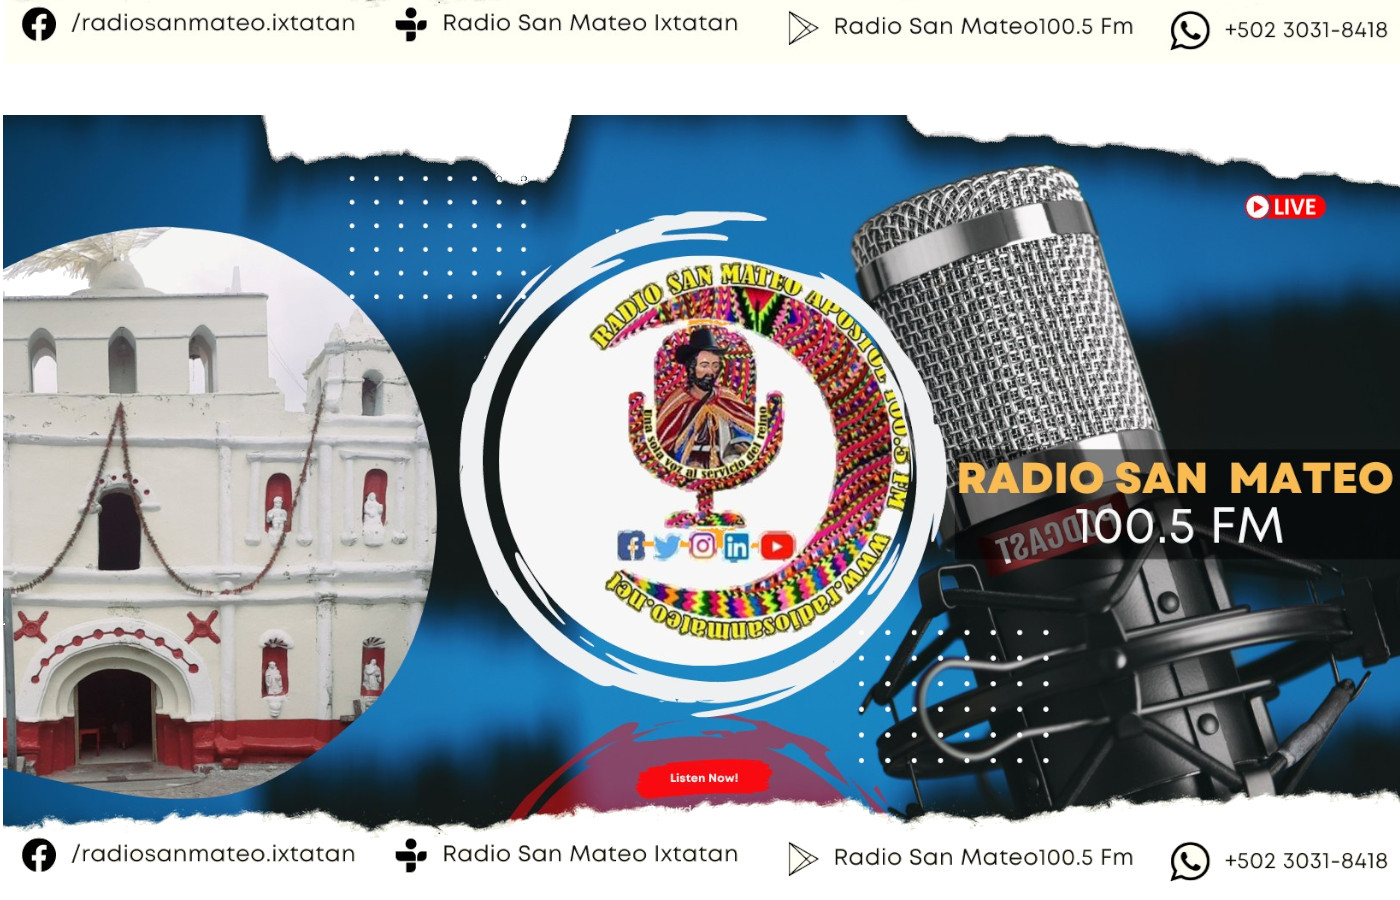 /radiosanmateo.ixtatan
Radio San Mateo Ixtatan
Radio San Mateo100.5 Fm
+502 3031-8418
LIVE
RADIO SAN MATEO APOSTOL 100.5 FM www.radiosanmateo.net
Una sola voz al servicio del reino
in
RADIO SAN MATEO
100.5 FM
PODCAST
Listen Now!
/radiosanmateo.ixtatan
Radio San Mateo Ixtatan
Radio San Mateo100.5 Fm
+502 3031-8418